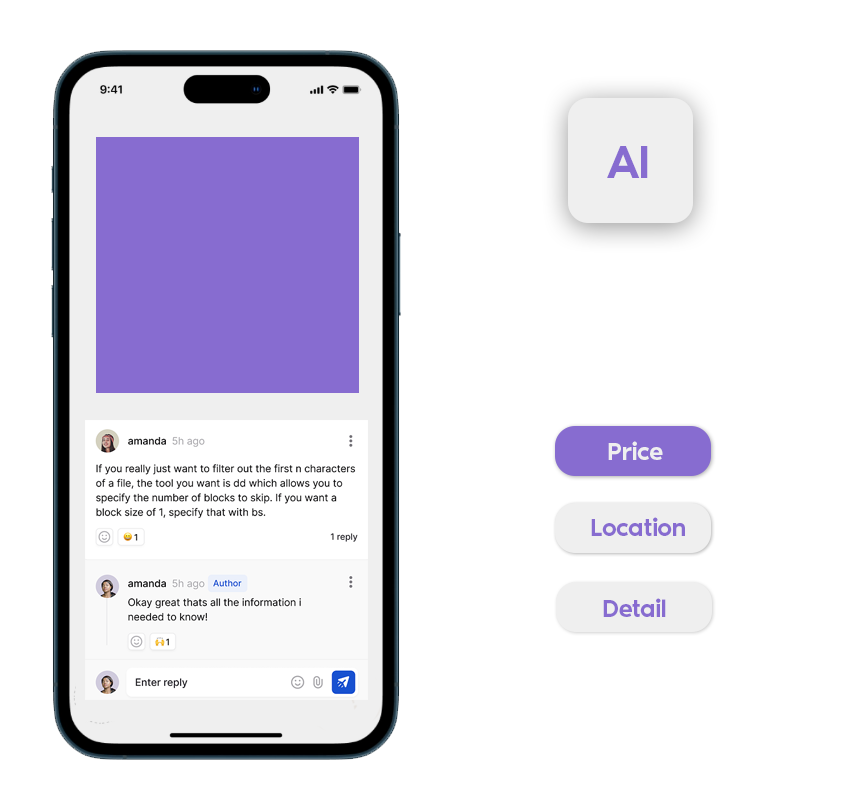 9:41
AI
Price
Location
Detail
amanda 5h ago
If you really just want to filter out the first n characters
of a file, the tool you want is dd which allows you to
specify the number of blocks to skip. If you want a
block size of 1, specify that with bs.
1
1 reply
amanda 5h ago Author
Okay great thats all the information i
needed to know!
1
Enter reply